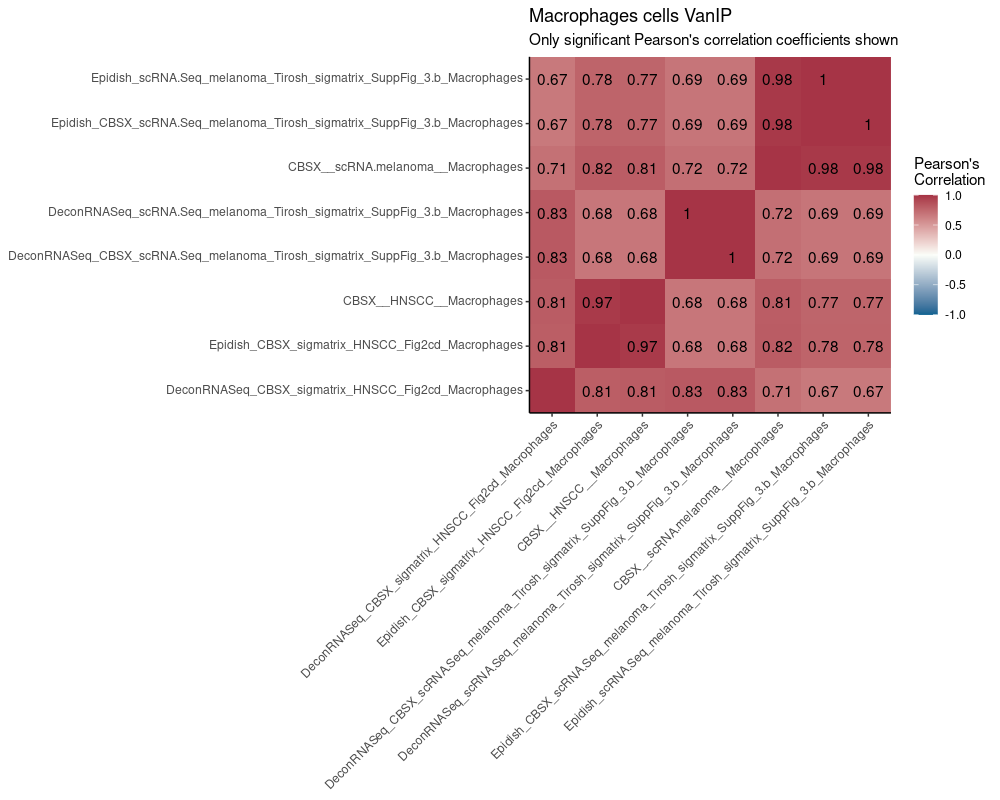 Macrophages cells VanIP
Only significant Pearson's correlation coefficients shown
Epidish_scRNA.Seq_melanoma_Tirosh_sigmatrix_SuppFig_3.b_Macrophages 0.67 0.78 0.77 0.69 0.69 0.98 1
Epidish_CBSX_scRNA.Seq_melanoma_Tirosh_sigmatrix_SuppFig_3.b_Macrophages 0.67 0.78 0.77 0.69 0.69 0.98 1
CBSX__scRNA.melanoma__Macrophages 0.71 0.82 0.81 0.72 0.72 0.98 0.98
DeconRNASeq_scRNA.Seq_melanoma_Tirosh_sigmatrix_SuppFig_3.b_Macrophages 0.83 0.68 0.68 1 0.72 0.69 0.69
DeconRNASeq_CBSX_scRNA.Seq_melanoma_Tirosh_sigmatrix_SuppFig_3.b_Macrophages 0.83 0.68 0.68 1 0.72 0.69 0.69
CBSX__HNSCC__Macrophages 0.81 0.97 0.68 0.68 0.81 0.77 0.77
Epidish_CBSX_sigmatrix_HNSCC_Fig2cd_Macrophages 0.81 0.97 0.68 0.68 0.82 0.78 0.78
DeconRNASeq_CBSX_sigmatrix_HNSCC_Fig2cd_Macrophages 0.81 0.81 0.83 0.83 0.71 0.67 0.67
DeconRNASeq_CBSX_sigmatrix_HNSCC_Fig2cd_Macrophages
Epidish_CBSX_sigmatrix_HNSCC_Fig2cd_Macrophages
CBSX__HNSCC__Macrophages
DeconRNASeq_CBSX_scRNA.Seq_melanoma_Tirosh_sigmatrix_SuppFig_3.b_Macrophages
DeconRNASeq_scRNA.Seq_melanoma_Tirosh_sigmatrix_SuppFig_3.b_Macrophages
CBSX__scRNA.melanoma__Macrophages
Epidish_CBSX_scRNA.Seq_melanoma_Tirosh_sigmatrix_SuppFig_3.b_Macrophages
Epidish_scRNA.Seq_melanoma_Tirosh_sigmatrix_SuppFig_3.b_Macrophages
Pearson's
Correlation
1.0
0.5
0.0
-0.5
-1.0